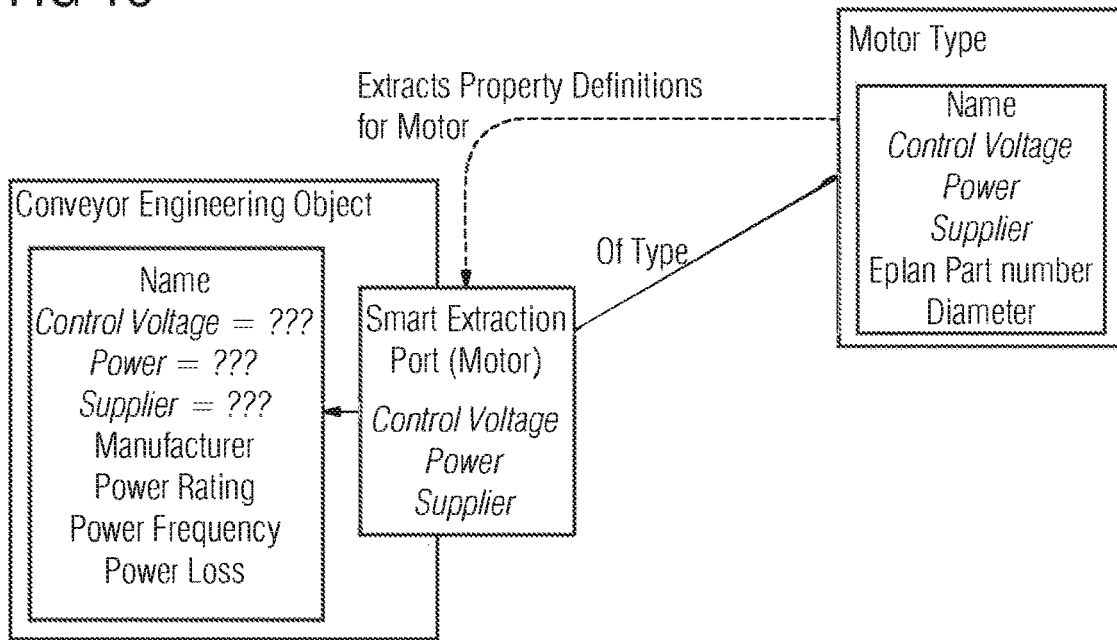 Motor Type
Name
Control Voltage
Power
Supplier
Eplan Part number
Diameter
Extracts Property Definitions
for Motor
Of Type
Conveyor Engineering Object
Name
Control Voltage = ???
Power = ???
Supplier = ???
Manufacturer
Power Rating
Power Frequency
Power Loss
Smart Extraction
Port (Motor)
Control Voltage
Power
Supplier